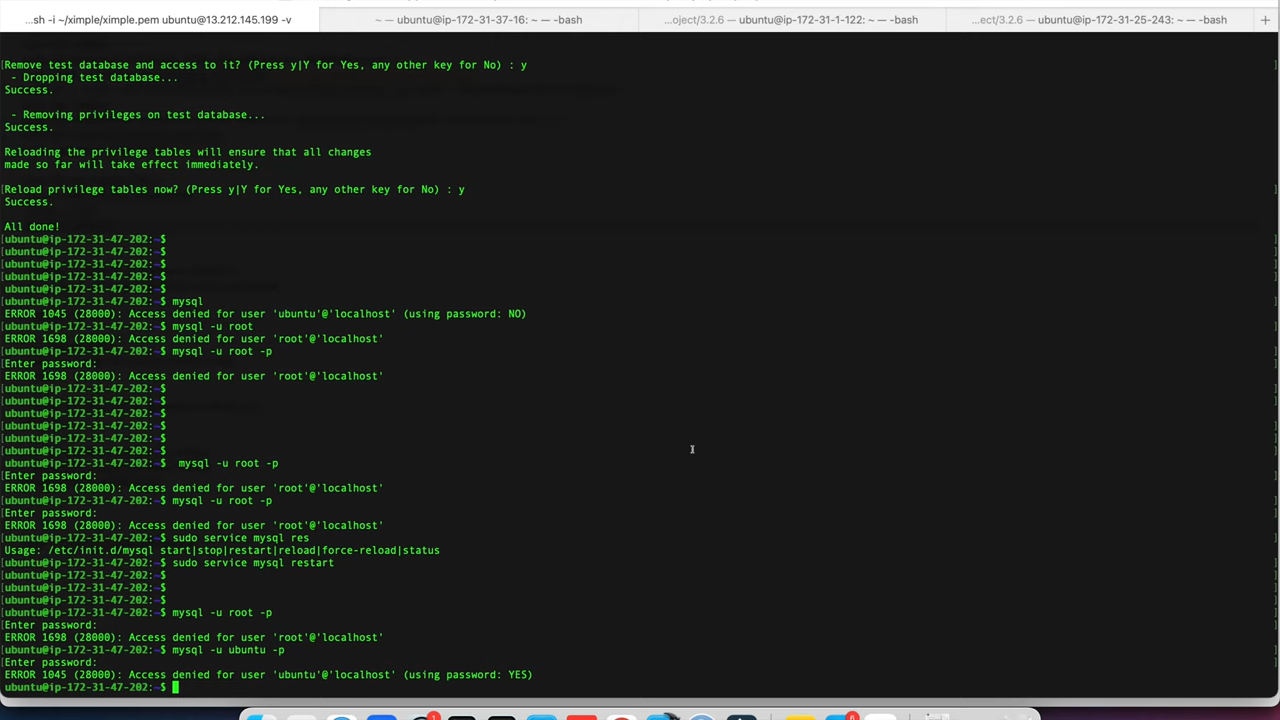 ...sh -i ~/ximple/ximple.pem ubuntu@13.212.145.199 -v
~ — ubuntu@ip-172-31-37-16: ~ — -bash
...oject/3.2.6 — ubuntu@ip-172-31-1-122: ~ — -bash
...ect/3.2.6 — ubuntu@ip-172-31-25-243: ~ — -bash
+
[Remove test database and access to it? (Press y|Y for Yes, any other key for No) : y
 - Dropping test database...
Success.
 - Removing privileges on test database...
Success.
Reloading the privilege tables will ensure that all changes
made so far will take effect immediately.
[Reload privilege tables now? (Press y|Y for Yes, any other key for No) : y
Success.
All done!
[ubuntu@ip-172-31-47-202:~$
[ubuntu@ip-172-31-47-202:~$
[ubuntu@ip-172-31-47-202:~$
[ubuntu@ip-172-31-47-202:~$
[ubuntu@ip-172-31-47-202:~$
[ubuntu@ip-172-31-47-202:~$ mysql
ERROR 1045 (28000): Access denied for user 'ubuntu'@'localhost' (using password: NO)
[ubuntu@ip-172-31-47-202:~$ mysql -u root
ERROR 1698 (28000): Access denied for user 'root'@'localhost'
[ubuntu@ip-172-31-47-202:~$ mysql -u root -p
[Enter password:
ERROR 1698 (28000): Access denied for user 'root'@'localhost'
[ubuntu@ip-172-31-47-202:~$
[ubuntu@ip-172-31-47-202:~$
[ubuntu@ip-172-31-47-202:~$
[ubuntu@ip-172-31-47-202:~$
[ubuntu@ip-172-31-47-202:~$
[ubuntu@ip-172-31-47-202:~$
ubuntu@ip-172-31-47-202:~$  mysql -u root -p
[Enter password:
ERROR 1698 (28000): Access denied for user 'root'@'localhost'
[ubuntu@ip-172-31-47-202:~$ mysql -u root -p
[Enter password:
ERROR 1698 (28000): Access denied for user 'root'@'localhost'
[ubuntu@ip-172-31-47-202:~$ sudo service mysql res
Usage: /etc/init.d/mysql start|stop|restart|reload|force-reload|status
[ubuntu@ip-172-31-47-202:~$ sudo service mysql restart
[ubuntu@ip-172-31-47-202:~$
[ubuntu@ip-172-31-47-202:~$
[ubuntu@ip-172-31-47-202:~$
[ubuntu@ip-172-31-47-202:~$ mysql -u root -p
[Enter password:
ERROR 1698 (28000): Access denied for user 'root'@'localhost'
[ubuntu@ip-172-31-47-202:~$ mysql -u ubuntu -p
[Enter password:
ERROR 1045 (28000): Access denied for user 'ubuntu'@'localhost' (using password: YES)
ubuntu@ip-172-31-47-202:~$